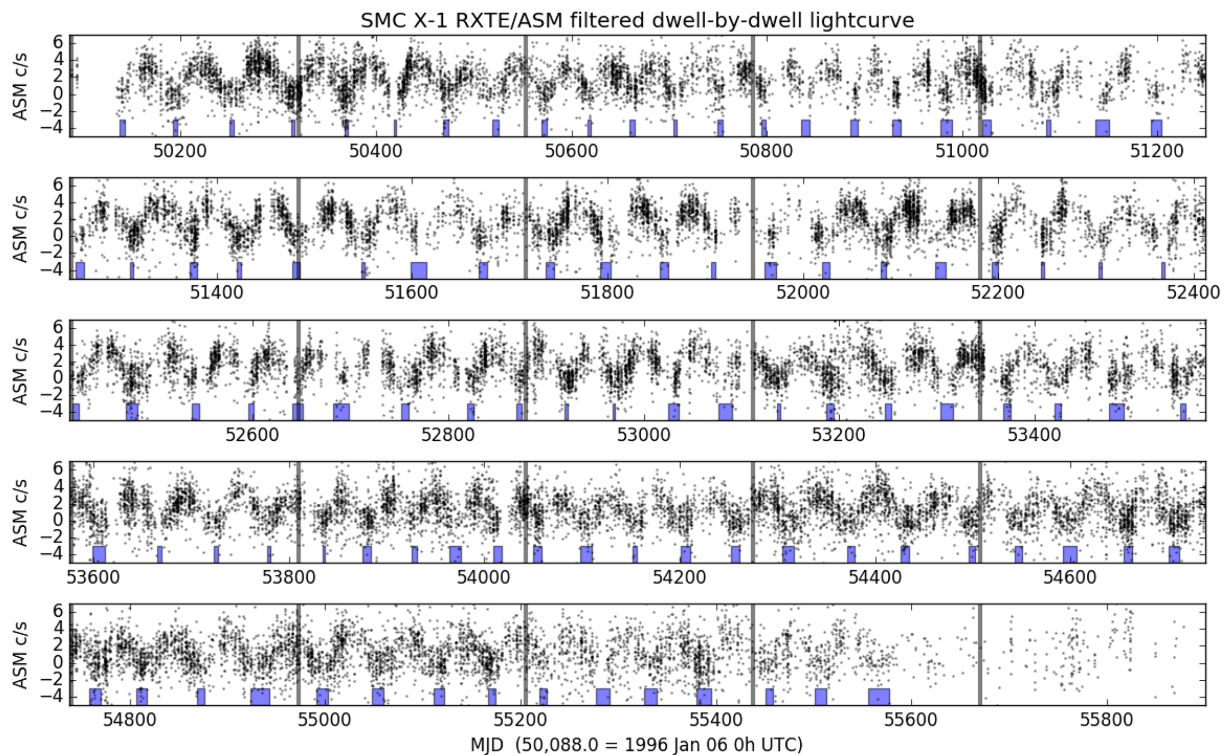 SMC X-1 RXTE/ASM filtered dwell-by-dwell lightcurve
ASM c/s
6
4
2
0
−2
−4
50200 50400 50600 50800 51000 51200
ASM c/s
6
4
2
0
−2
−4
51400 51600 51800 52000 52200 52400
ASM c/s
6
4
2
0
−2
−4
52600 52800 53000 53200 53400
ASM c/s
6
4
2
0
−2
−4
53600 53800 54000 54200 54400 54600
ASM c/s
6
4
2
0
−2
−4
54800 55000 55200 55400 55600 55800
MJD (50,088.0 = 1996 Jan 06 0h UTC)